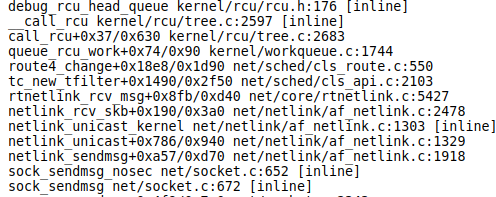 debug_rcu_head_queue kernel/rcu/rcu.h:176 [inline]
__call_rcu kernel/rcu/tree.c:2597 [inline]
call_rcu+0x37/0x630 kernel/rcu/tree.c:2683
queue_rcu_work+0x74/0x90 kernel/workqueue.c:1744
route4_change+0x18e8/0x1d90 net/sched/cls_route.c:550
tc_new_tfilter+0x1490/0x2f50 net/sched/cls_api.c:2103
rtnetlink_rcv_msg+0x8fb/0xd40 net/core/rtnetlink.c:5427
netlink_rcv_skb+0x190/0x3a0 net/netlink/af_netlink.c:2478
netlink_unicast_kernel net/netlink/af_netlink.c:1303 [inline]
netlink_unicast+0x786/0x940 net/netlink/af_netlink.c:1329
netlink_sendmsg+0xa57/0xd70 net/netlink/af_netlink.c:1918
sock_sendmsg_nosec net/socket.c:652 [inline]
sock_sendmsg net/socket.c:672 [inline]